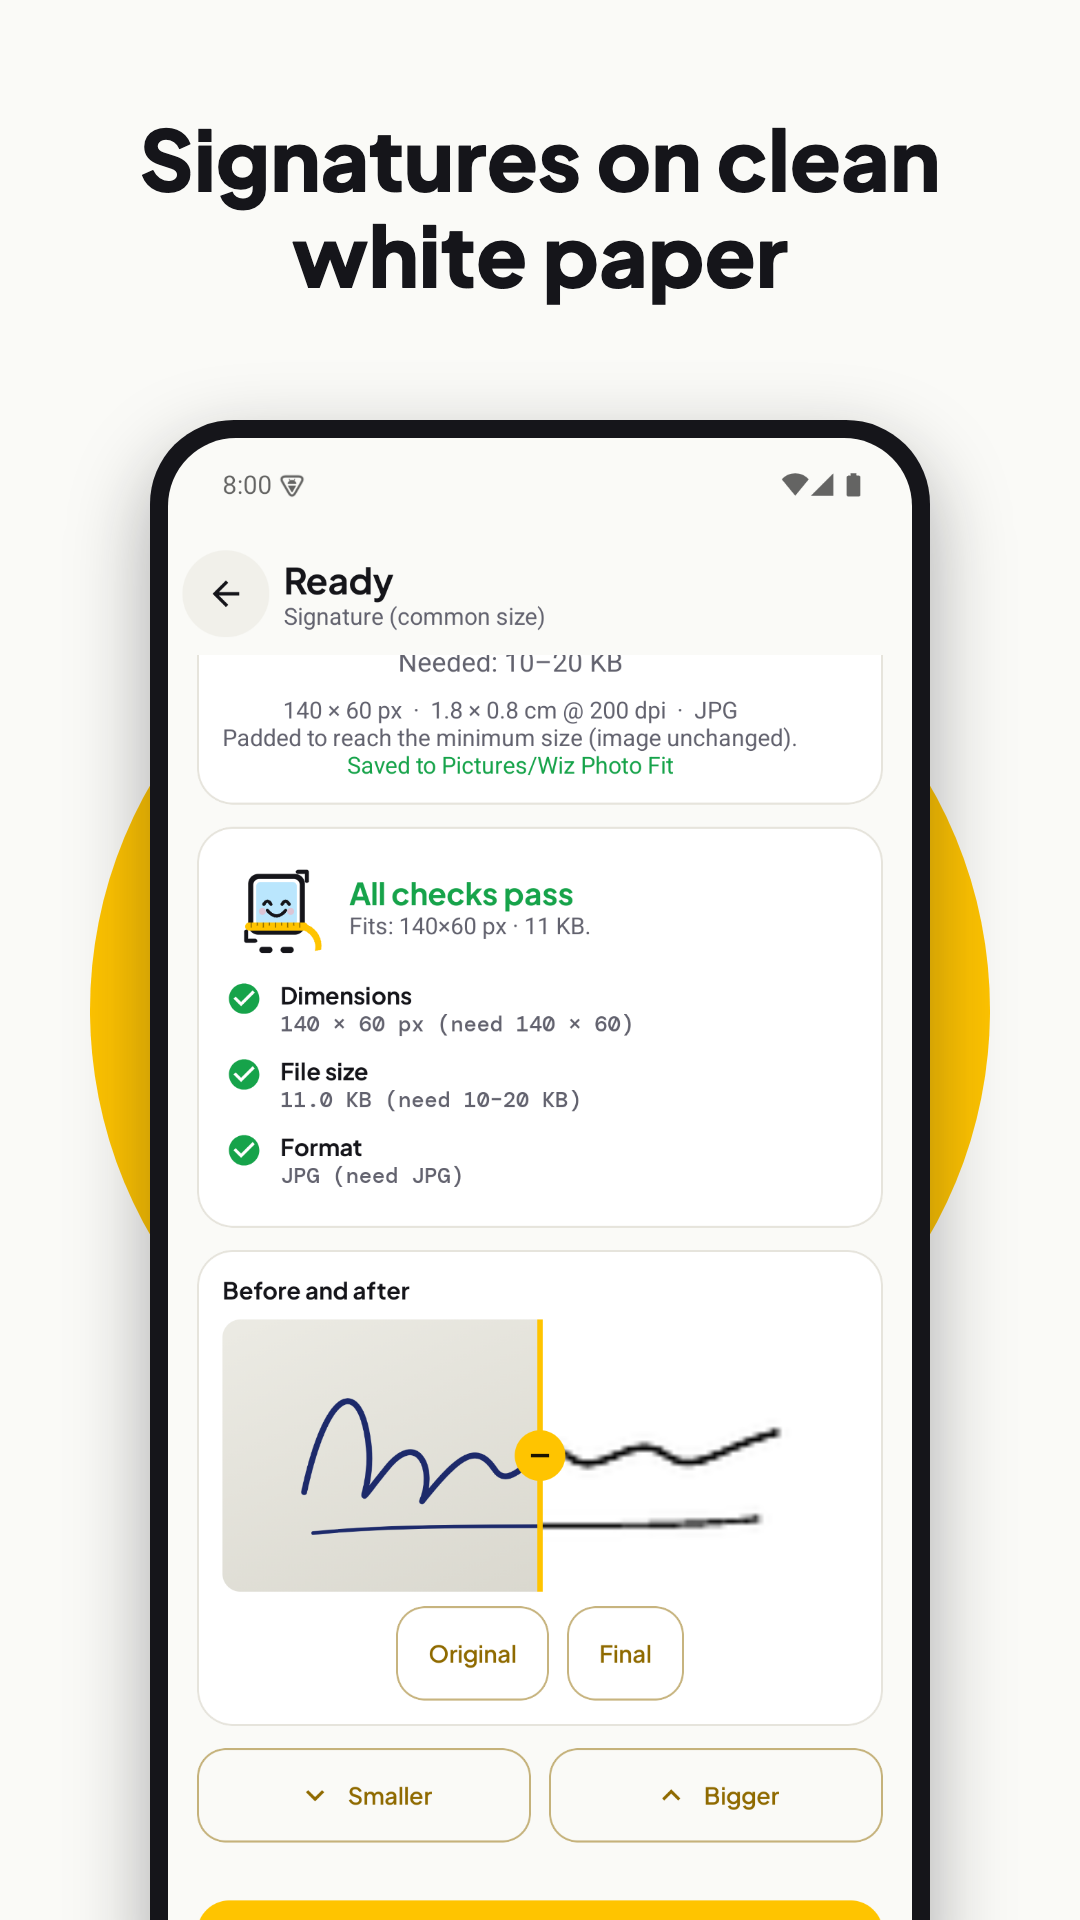 Signatures on clean
white paper
8:00
Ready
Signature (common size)
Needed: 10–20 KB
140 × 60 px · 1.8 × 0.8 cm @ 200 dpi · JPG
Padded to reach the minimum size (image unchanged).
Saved to Pictures/Wiz Photo Fit
All checks pass
Fits: 140×60 px · 11 KB.
Dimensions
140 × 60 px (need 140 × 60)
File size
11.0 KB (need 10–20 KB)
Format
JPG (need JPG)
Before and after
Original
Final
Smaller
Bigger